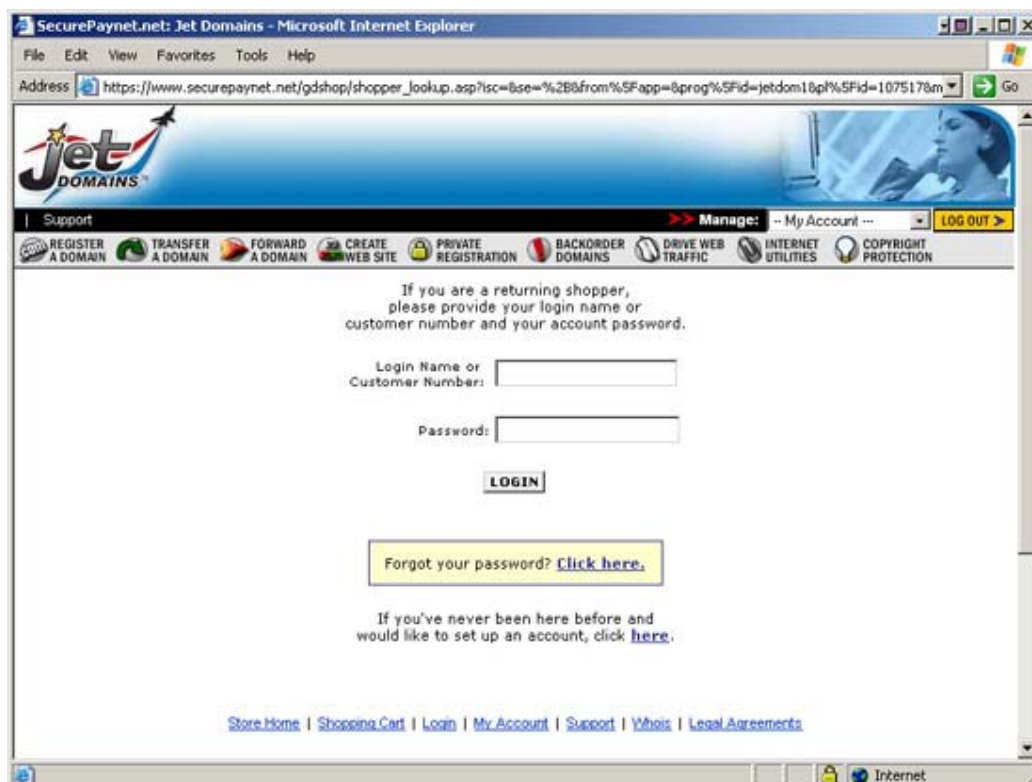 SecurePaynet.net: Jet Domains - Microsoft Internet Explorer
File Edit View Favorites Tools Help
Address https://www.securepaynet.net/gdshop/shopper_lookup.asp?isc=&se=%2B&from%5Fapp=&prog%5Fid=jetdom1&pl%5Fid=107517&m Go
jet
DOMAINS
| Support >> Manage: -- My Account --- LOG OUT >
REGISTER A DOMAIN TRANSFER A DOMAIN FORWARD A DOMAIN CREATE WEB SITE PRIVATE REGISTRATION BACKORDER DOMAINS DRIVE WEB TRAFFIC INTERNET UTILITIES COPYRIGHT PROTECTION
If you are a returning shopper,
please provide your login name or
customer number and your account password.
Login Name or
Customer Number:
Password:
LOGIN
Forgot your password? Click here.
If you've never been here before and
would like to set up an account, click here.
Store Home | Shopping Cart | Login | My Account | Support | Whois | Legal Agreements
Internet